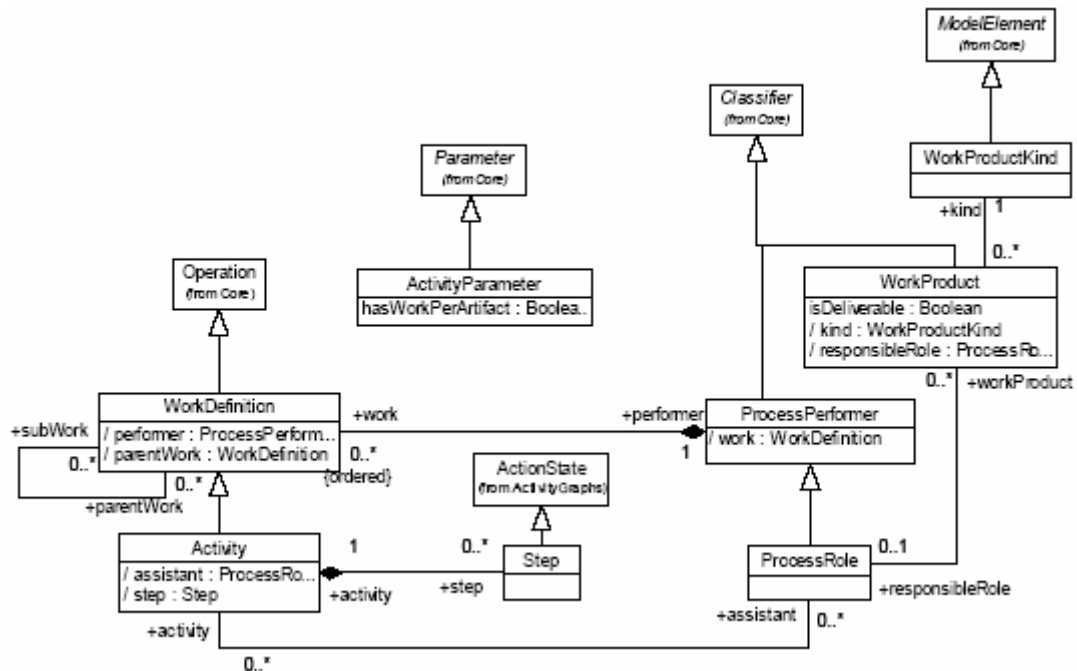 ModelElement
(from Core)
Classifier
(from Core)
WorkProductKind
Parameter
(from Core)
+kind
1
0..*
Operation
(from Core)
ActivityParameter
hasWorkPerArtifact : Boolea..
WorkProduct
isDeliverable : Boolean
/ kind : WorkProductKind
/ responsibleRole : ProcessRo...
0..*
+workProduct
WorkDefinition
/ performer : ProcessPerform...
/ parentWork : WorkDefinition
+work
0..*
{ordered}
+performer
1
ProcessPerformer
/ work : WorkDefinition
+subWork
0..*
0..*
+parentWork
ActionState
(from ActivityGraphs)
Activity
/ assistant : ProcessRo...
/ step : Step
1
+activity
0..*
+step
Step
ProcessRole
0..1
+responsibleRole
+assistant
0..*
+activity
0..*